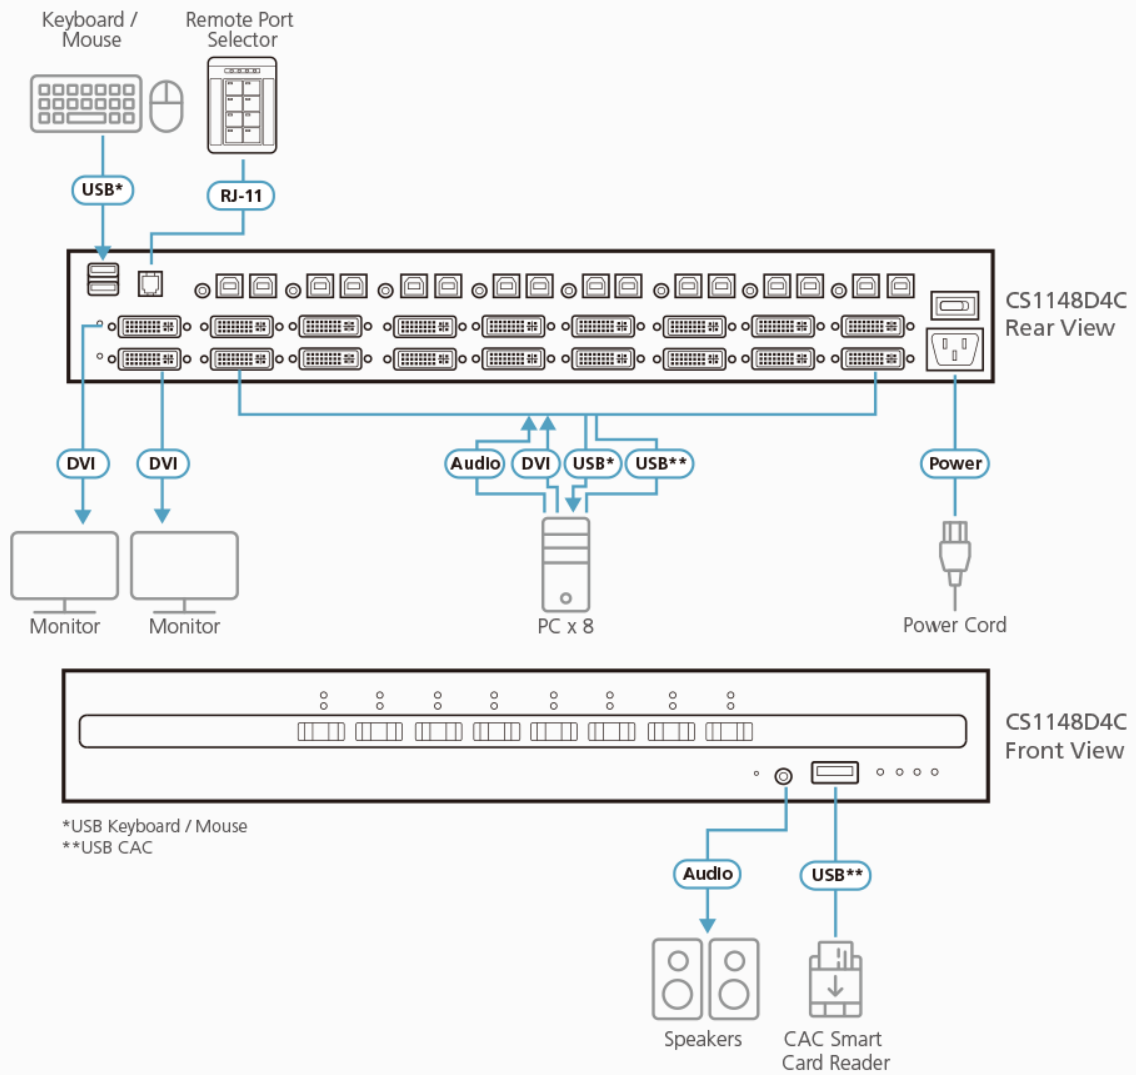 Keyboard /
Mouse
Remote Port
Selector
USB*
RJ-11
CS1148D4C
Rear View
DVI
DVI
Audio
DVI
USB*
USB**
Power
Monitor
Monitor
PC x 8
Power Cord
CS1148D4C
Front View
*USB Keyboard / Mouse
**USB CAC
Audio
USB**
Speakers
CAC Smart
Card Reader